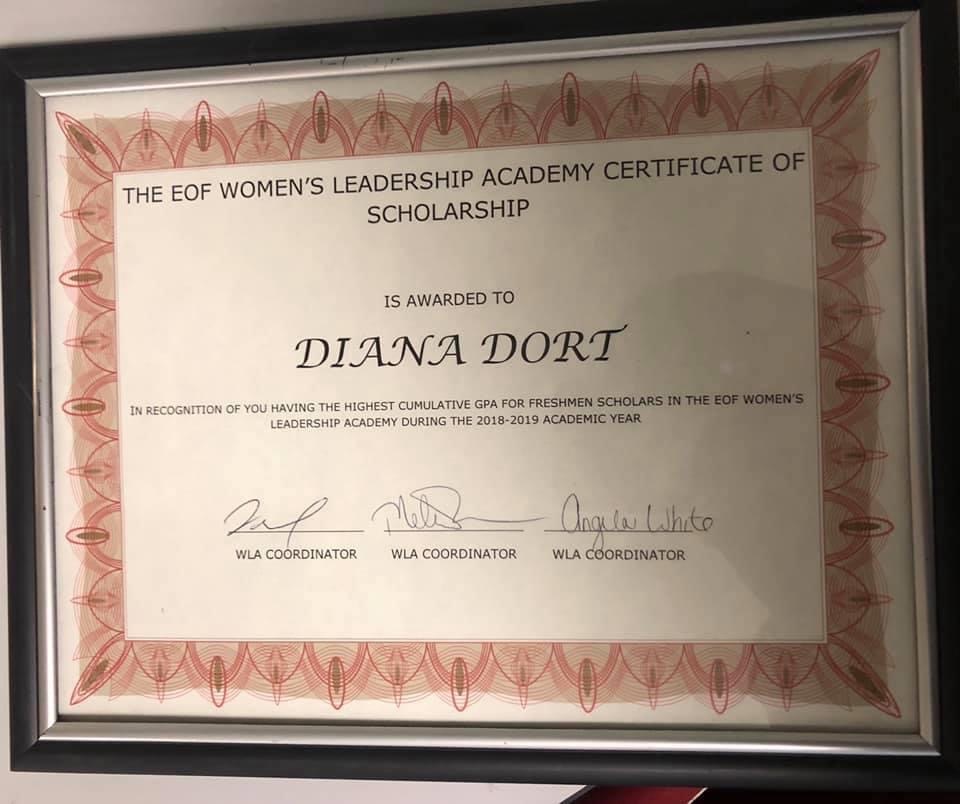 THE EOF WOMEN'S LEADERSHIP ACADEMY CERTIFICATE OF
SCHOLARSHIP
IS AWARDED TO
DIANA DORT
IN RECOGNITION OF YOU HAVING THE HIGHEST CUMULATIVE GPA FOR FRESHMEN SCHOLARS IN THE EOF WOMEN'S
LEADERSHIP ACADEMY DURING THE 2018-2019 ACADEMIC YEAR
Angela White
WLA COORDINATOR WLA COORDINATOR WLA COORDINATOR